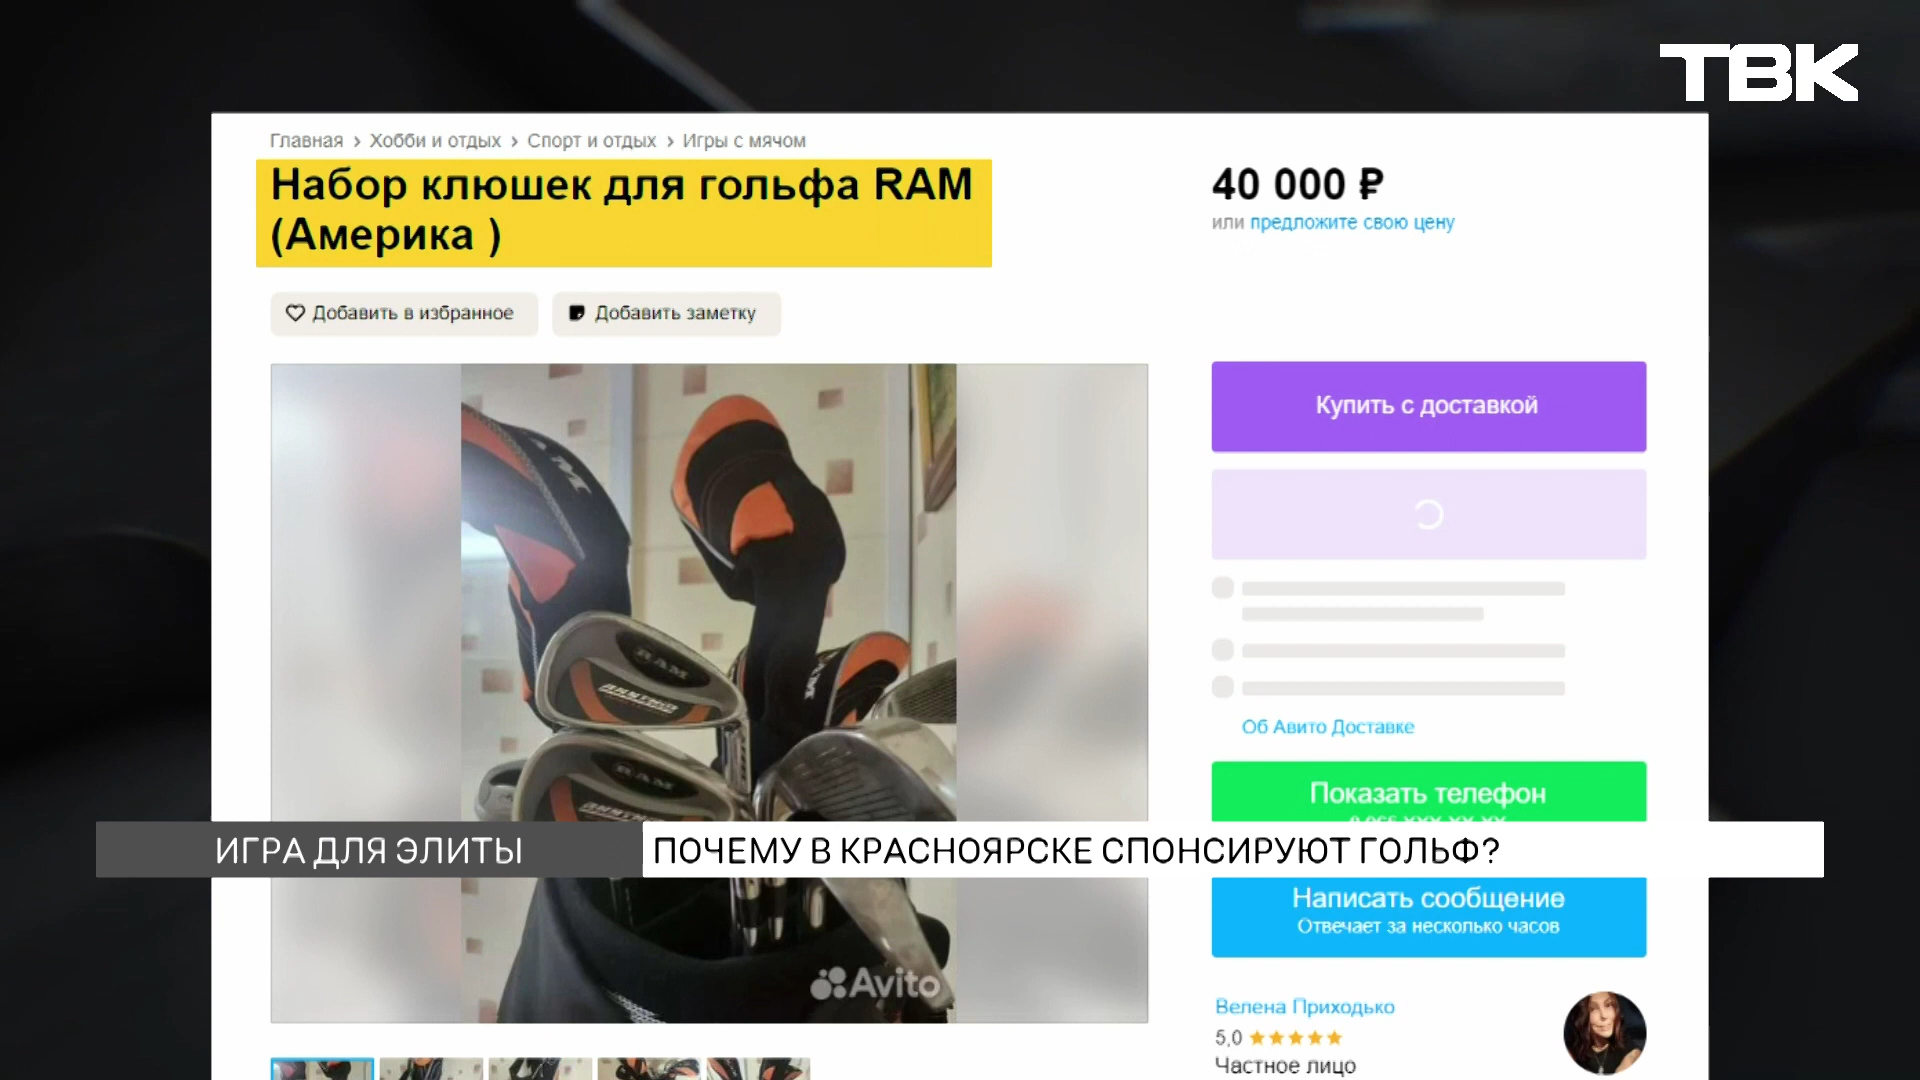 ТВК
Главная › Хобби и отдых › Спорт и отдых › Игры с мячом
Набор клюшек для гольфа RAM
(Америка )
40 000 ₽
или предложите свою цену
Добавить в избранное
Добавить заметку
Купить с доставкой
RAM
RAM
Об Авито Доставке
Показать телефон
ИГРА ДЛЯ ЭЛИТЫ
ПОЧЕМУ В КРАСНОЯРСКЕ СПОНСИРУЮТ ГОЛЬФ?
Написать сообщение
Отвечает за несколько часов
Avito
Велена Приходько
5,0
Частное лицо